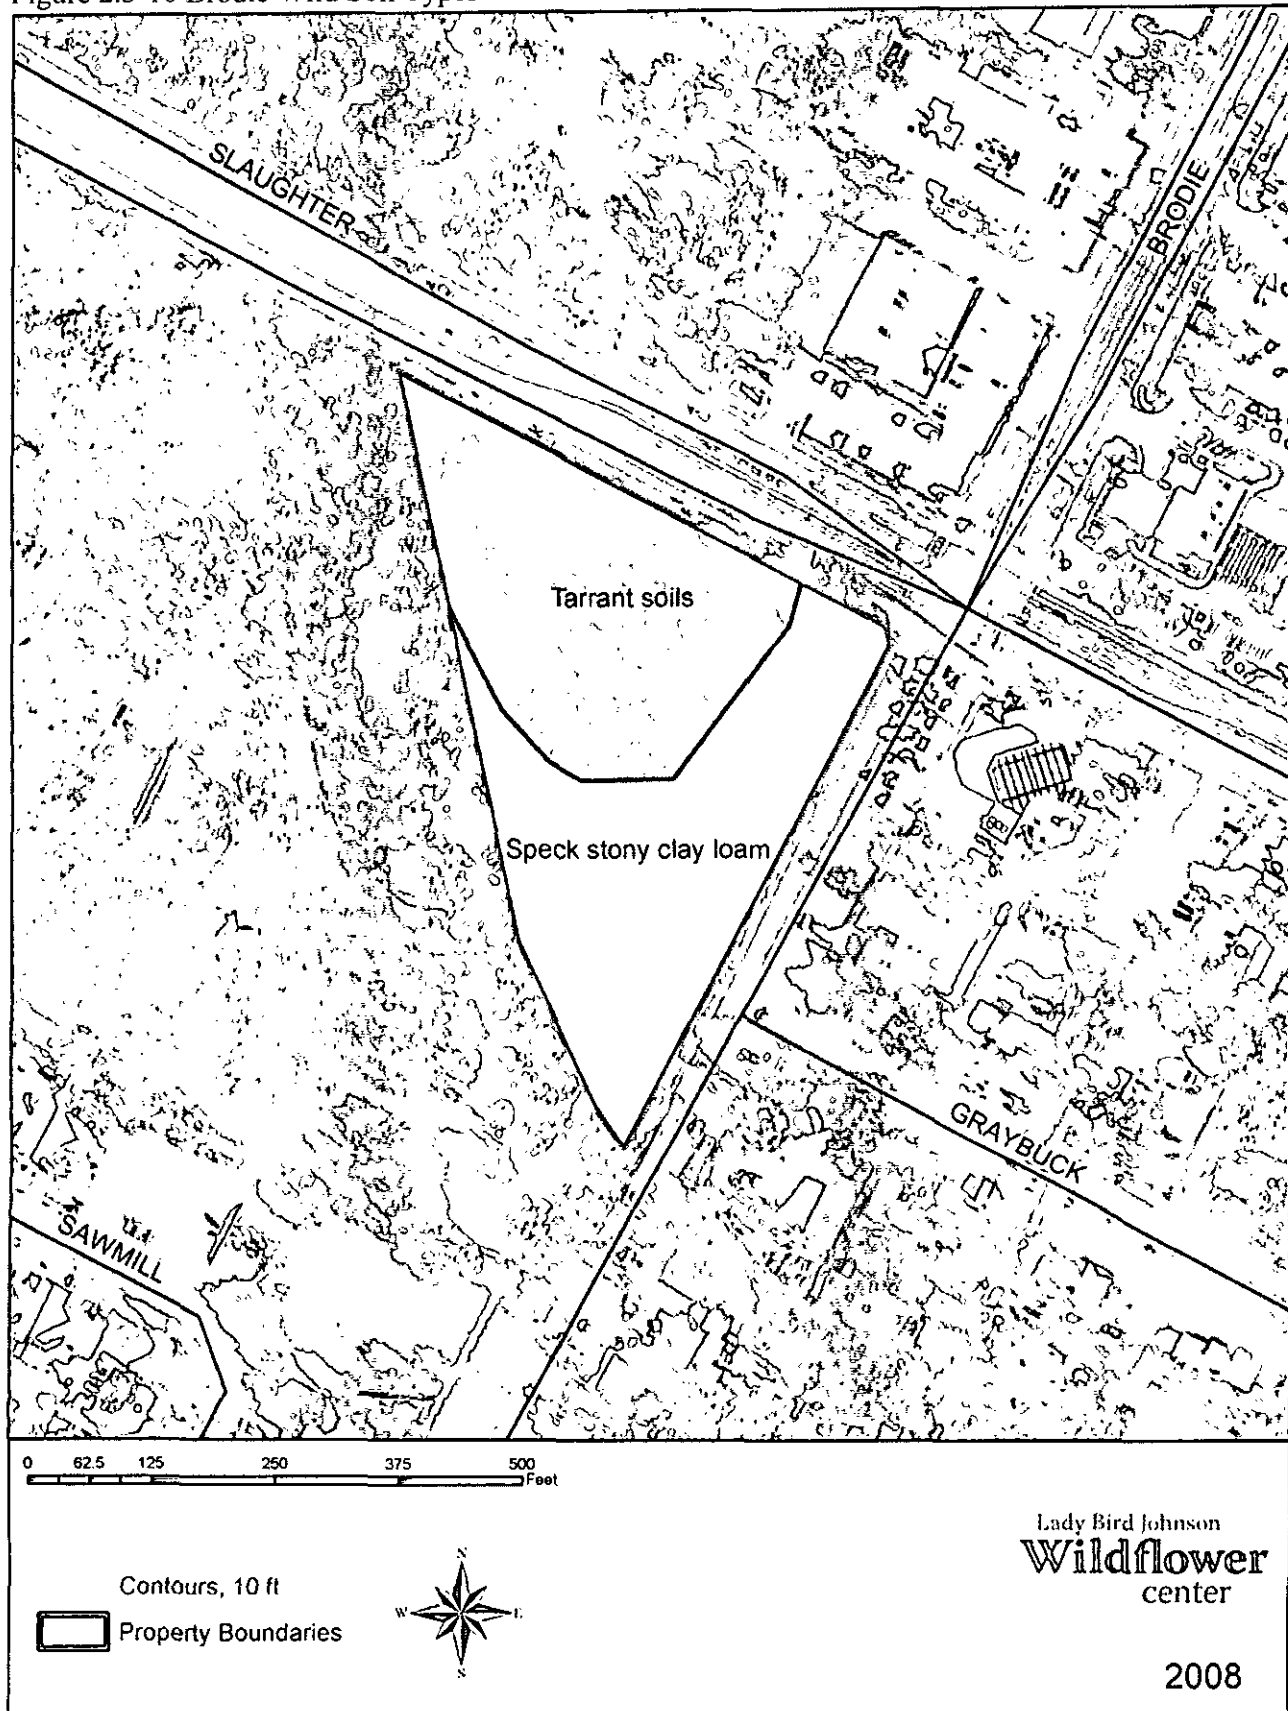 SLAUGHTER
BRODIE
Tarrant soils
Speck stony clay loam
GRAYBUCK
SAWMILL
0 62.5 125 250 375 500
Feet
Contours, 10 ft
Property Boundaries
N
W E
S
Lady Bird Johnson
Wildflower
center
2008